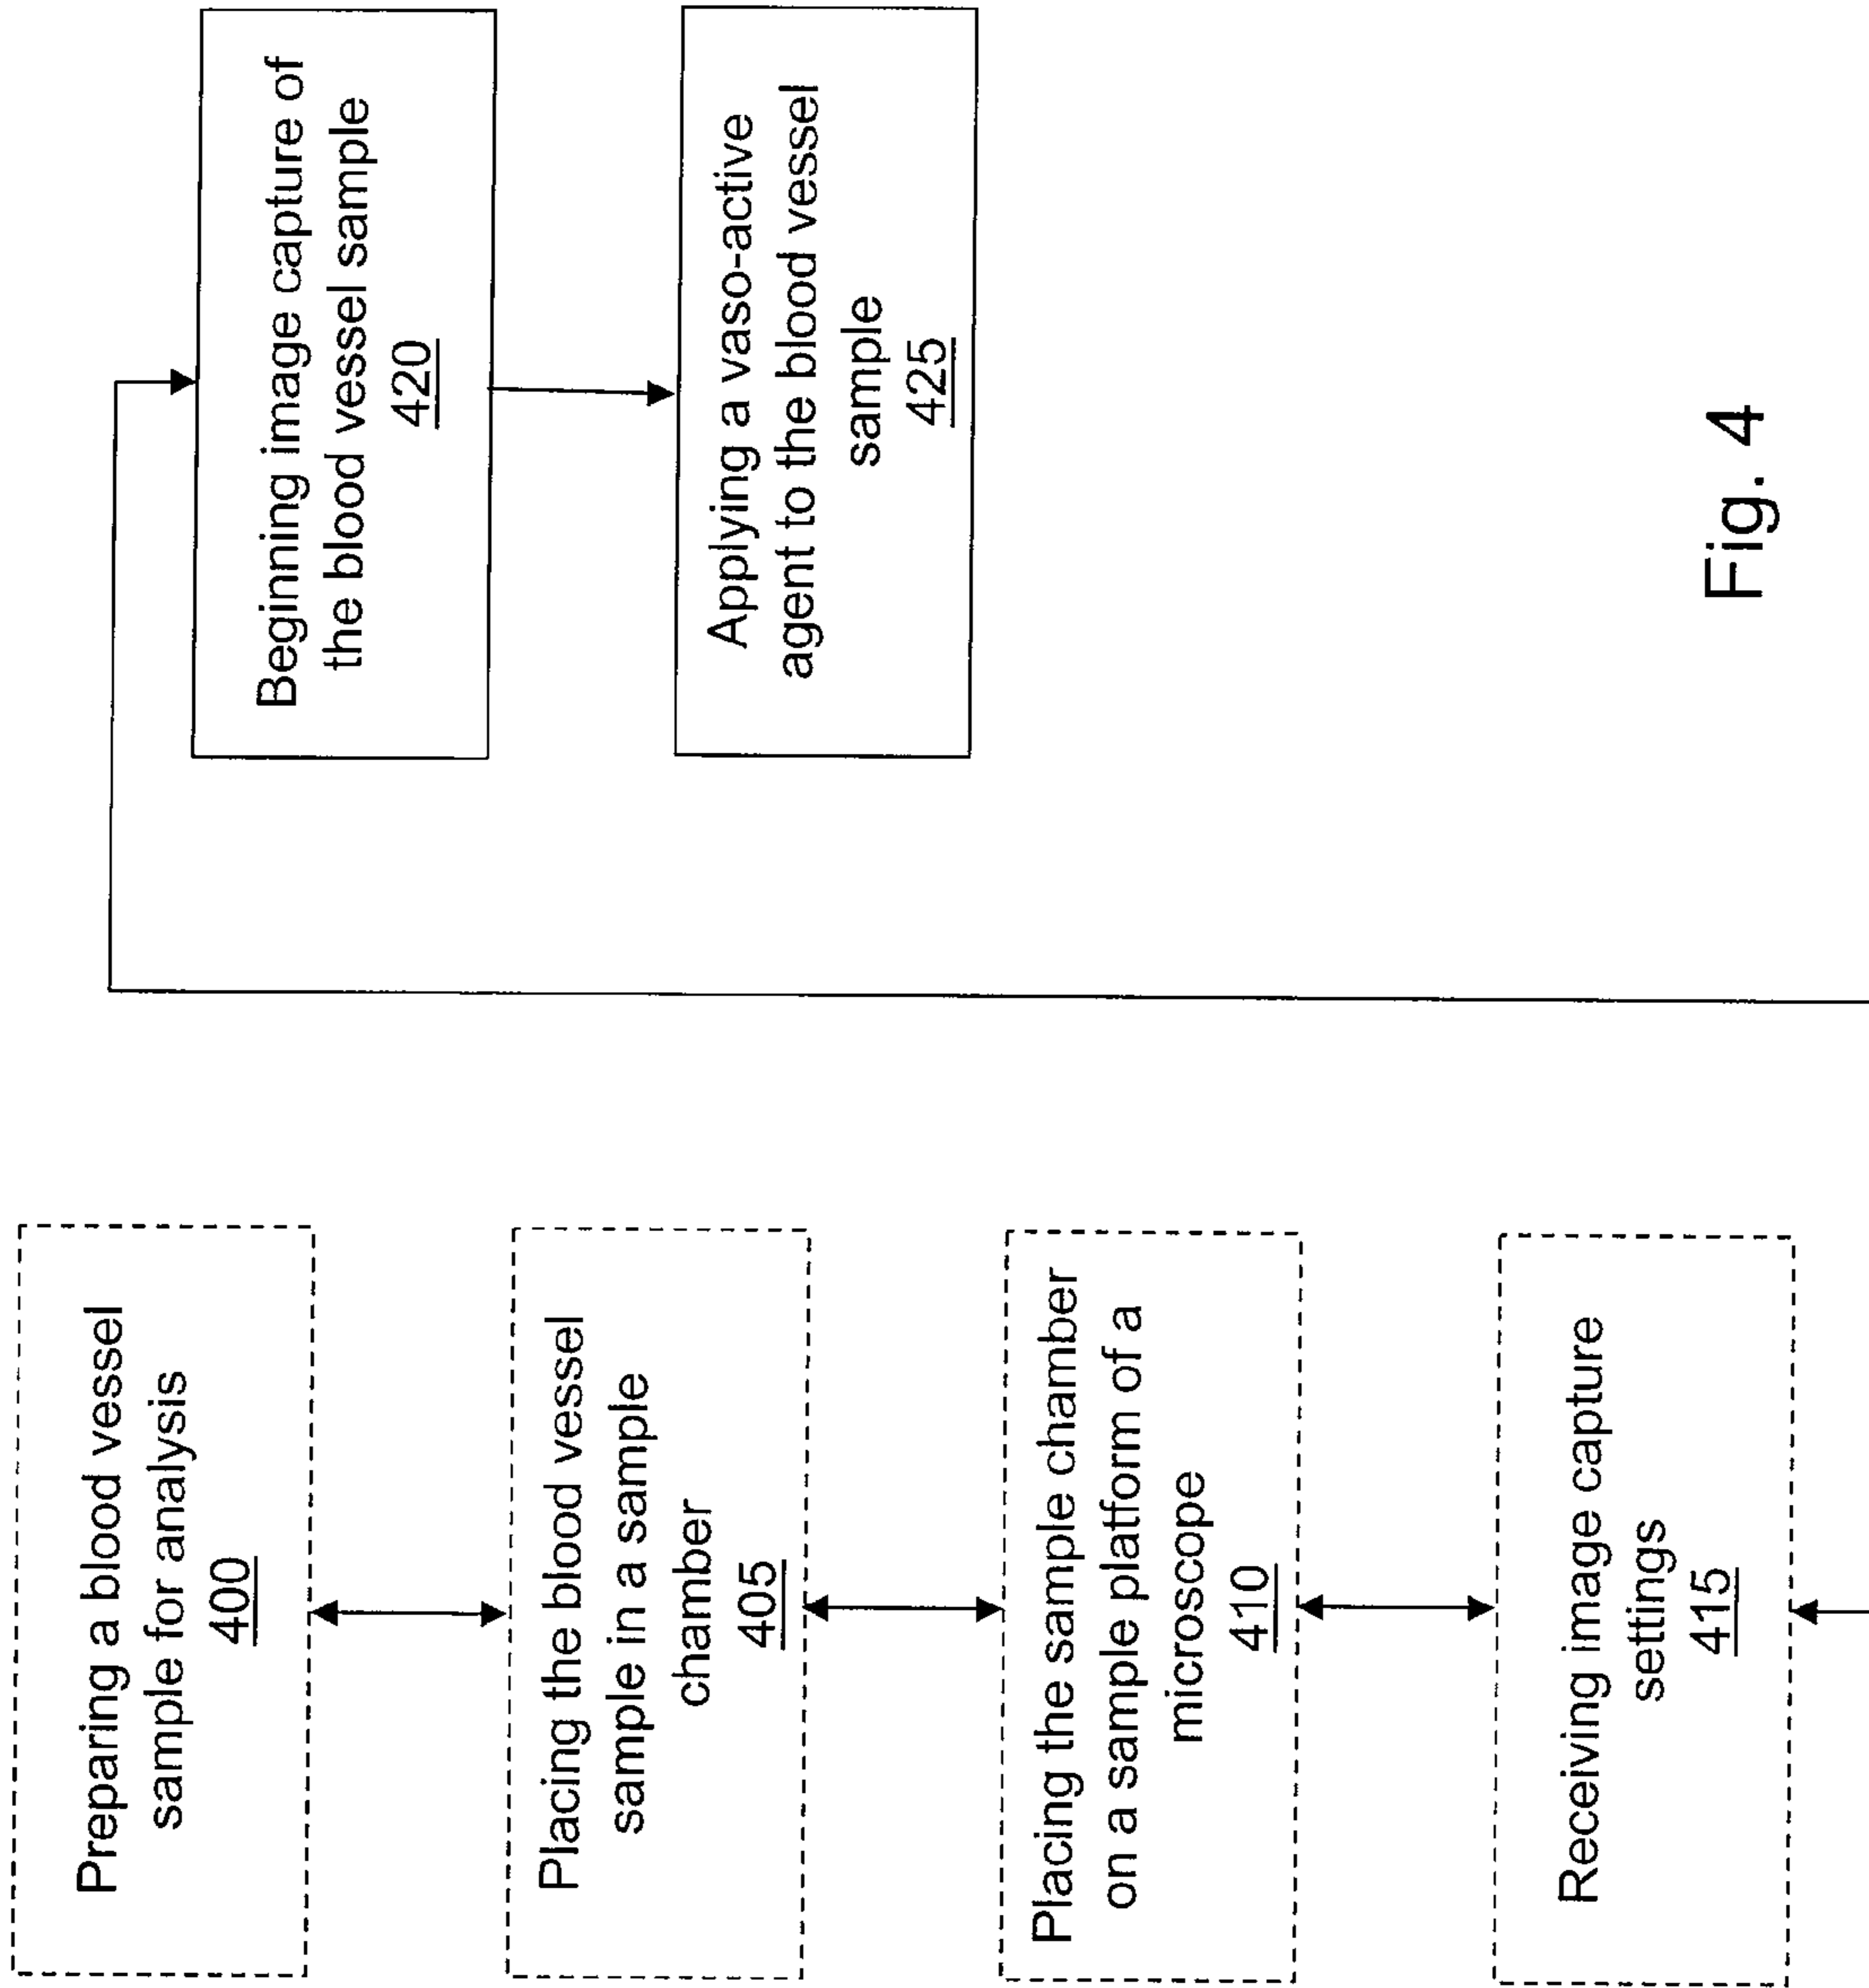 Preparing a blood vessel
sample for analysis
400
Placing the blood vessel
sample in a sample
chamber
405
Placing the sample chamber
on a sample platform of a
microscope
410
Receiving image capture
settings
415
Beginning image capture of
the blood vessel sample
420
Applying a vaso-active
agent to the blood vessel
sample
425
Fig. 4